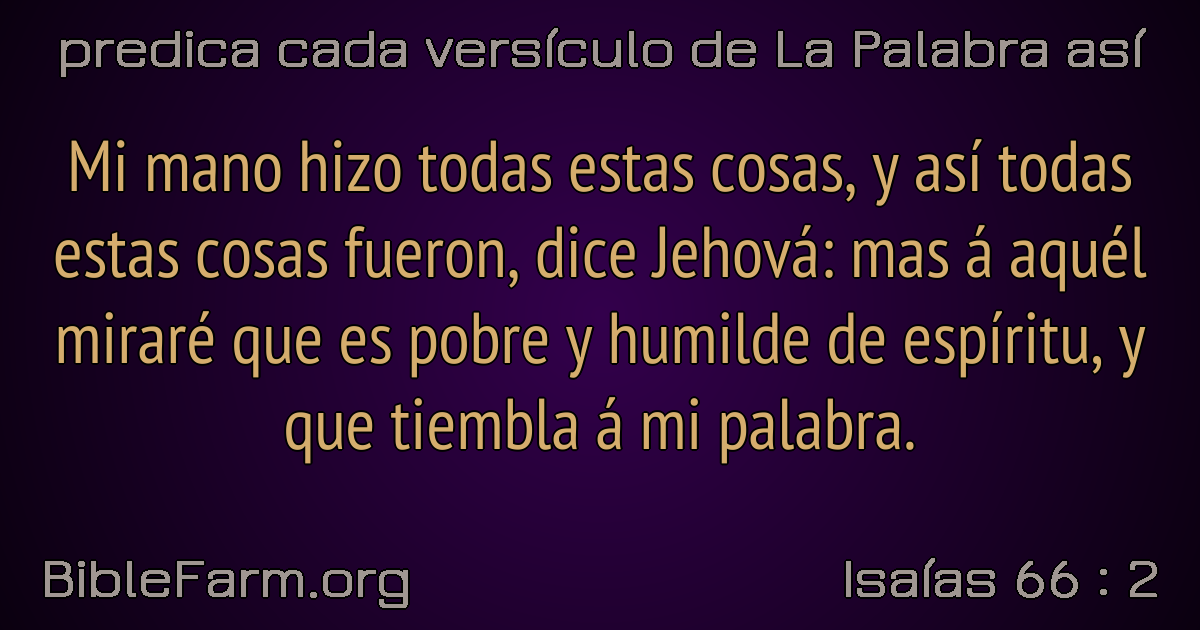 predica cada versículo de La Palabra así
Mi mano hizo todas estas cosas, y así todas
estas cosas fueron, dice Jehová: mas á aquél
miraré que es pobre y humilde de espíritu, y
que tiembla á mi palabra.
BibleFarm.org
Isaías 66 : 2